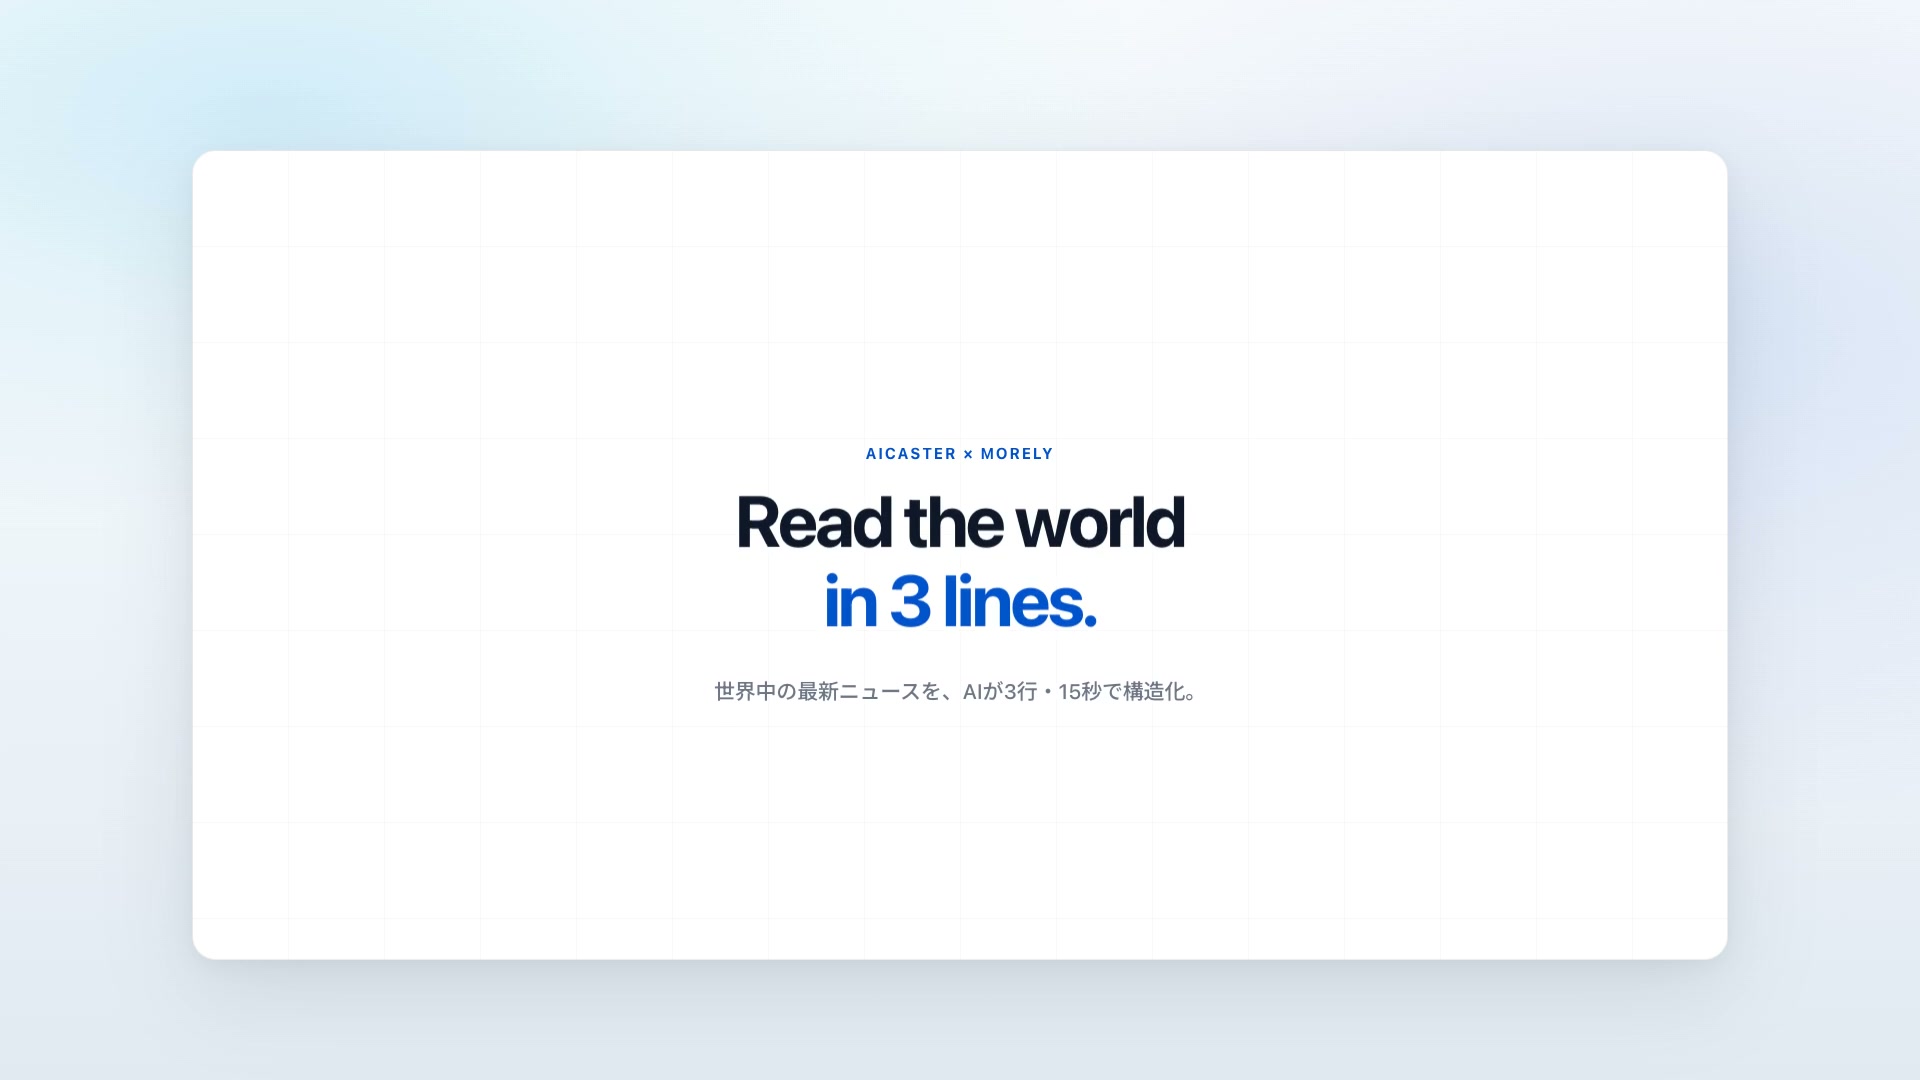 AICASTER × MORELY
Read the world
in 3 lines.
世界中の最新ニュースを、AIが3行・15秒で構造化。